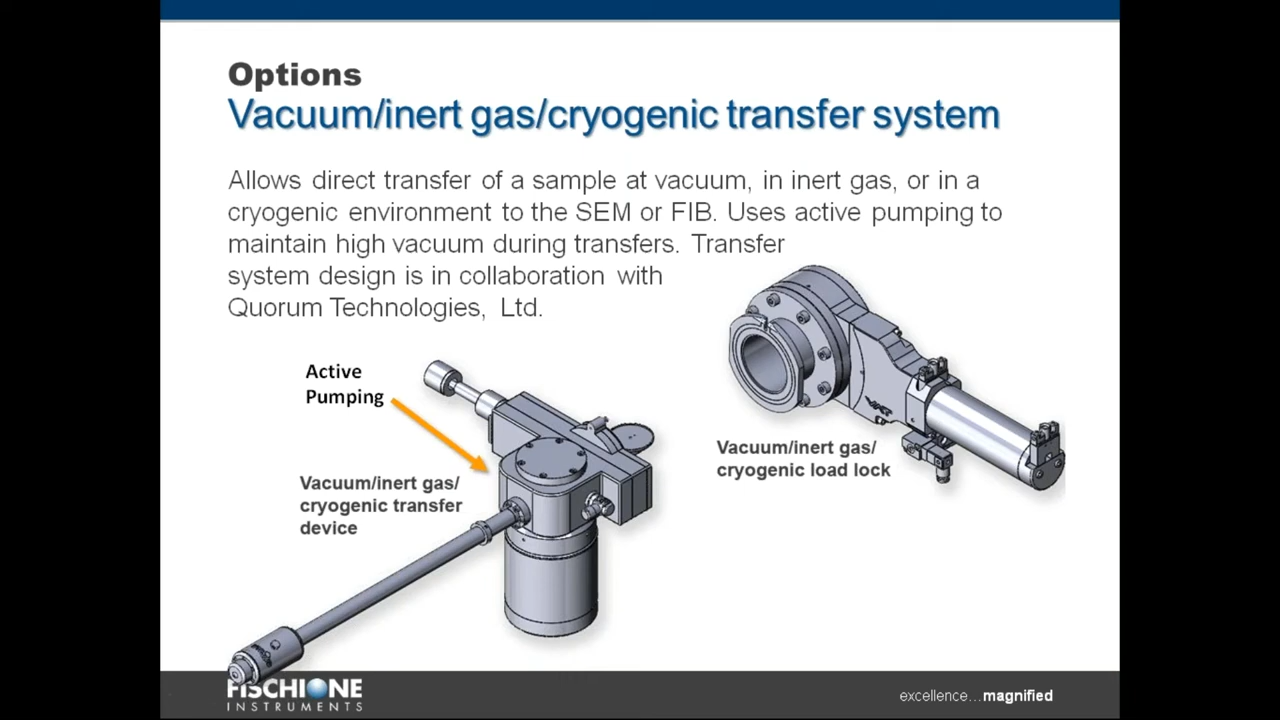 Options
Vacuum/inert gas/cryogenic transfer system
Allows direct transfer of a sample at vacuum, in inert gas, or in a
cryogenic environment to the SEM or FIB. Uses active pumping to
maintain high vacuum during transfers. Transfer
system design is in collaboration with
Quorum Technologies, Ltd.
Active
Pumping
Vacuum/inert gas/
cryogenic transfer
device
VAT
Vacuum/inert gas/
cryogenic load lock
FISCHIONE
INSTRUMENTS
excellence...magnified